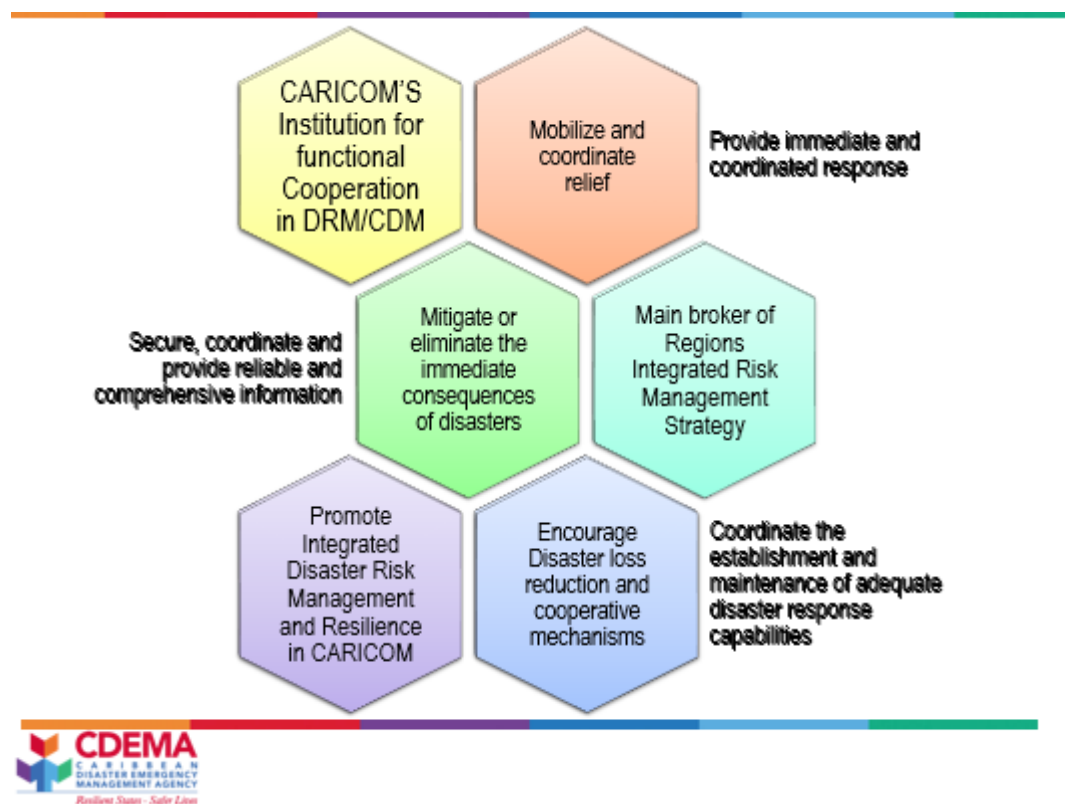 CARICOM'S
Institution for
functional
Cooperation
in DRM/CDM
Mobilize and
coordinate
relief
Provide immediate and
coordinated response
Secure, coordinate and
provide reliable and
comprehensive information
Mitigate or
eliminate the
immediate
consequences
of disasters
Main broker of
Regions
Integrated Risk
Management
Strategy
Promote
Integrated
Disaster Risk
Management
and Resilience
in CARICOM
Encourage
Disaster loss
reduction and
cooperative
mechanisms
Coordinate the
establishment and
maintenance of adequate
disaster response
capabilities
CDEMA
CARIBBEAN
DISASTER EMERGENCY
MANAGEMENT AGENCY
Resilient States - Safer Lives